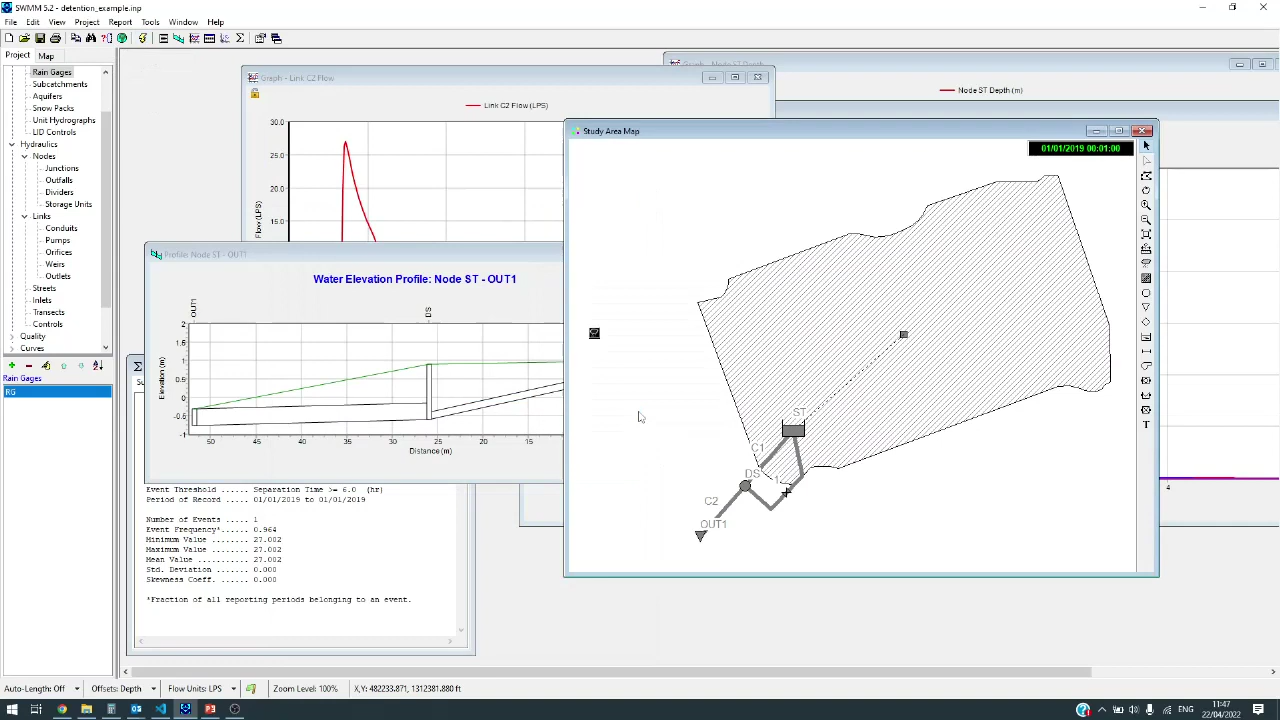 SWMM 5.2 - detention_example.inp
File Edit View Project Report Tools Window Help
Project Map
Rain Gages
Subcatchments
Aquifers
Snow Packs
Unit Hydrographs
LID Controls
Hydraulics
Nodes
Junctions
Outfalls
Dividers
Storage Units
Links
Conduits
Pumps
Orifices
Weirs
Outlets
Streets
Inlets
Transects
Controls
Quality
Curves
Rain Gages
RG
Graph - Link C2 Flow
Link C2 Flow (LPS)
30.0
25.0
20.0
15.0
Flow (LPS)
Graph - Node ST Depth
Node ST Depth (m)
4
Profile: Node ST - OUT1
Water Elevation Profile: Node ST - OUT1
OUT1
DS
Elevation (m)
2
1.5
1
0.5
0
-0.5
-1
50 45 40 35 30 25 20 15
Distance (m)
Event Threshold ..... Separation Time >= 6.0 (hr)
Period of Record .... 01/01/2019 to 01/01/2019
Number of Events .... 1
Event Frequency*..... 0.964
Minimum Value ....... 27.002
Maximum Value ....... 27.002
Mean Value .......... 27.002
Std. Deviation ...... 0.000
Skewness Coeff. ..... 0.000
*Fraction of all reporting periods belonging to an event.
Study Area Map
01/01/2019 00:01:00
ST
C1
DS
C2
OUT1
Auto-Length: Off Offsets: Depth Flow Units: LPS Zoom Level: 100% X,Y: 482233.871, 1312381.880 ft
ENG
11:47
22/04/2022